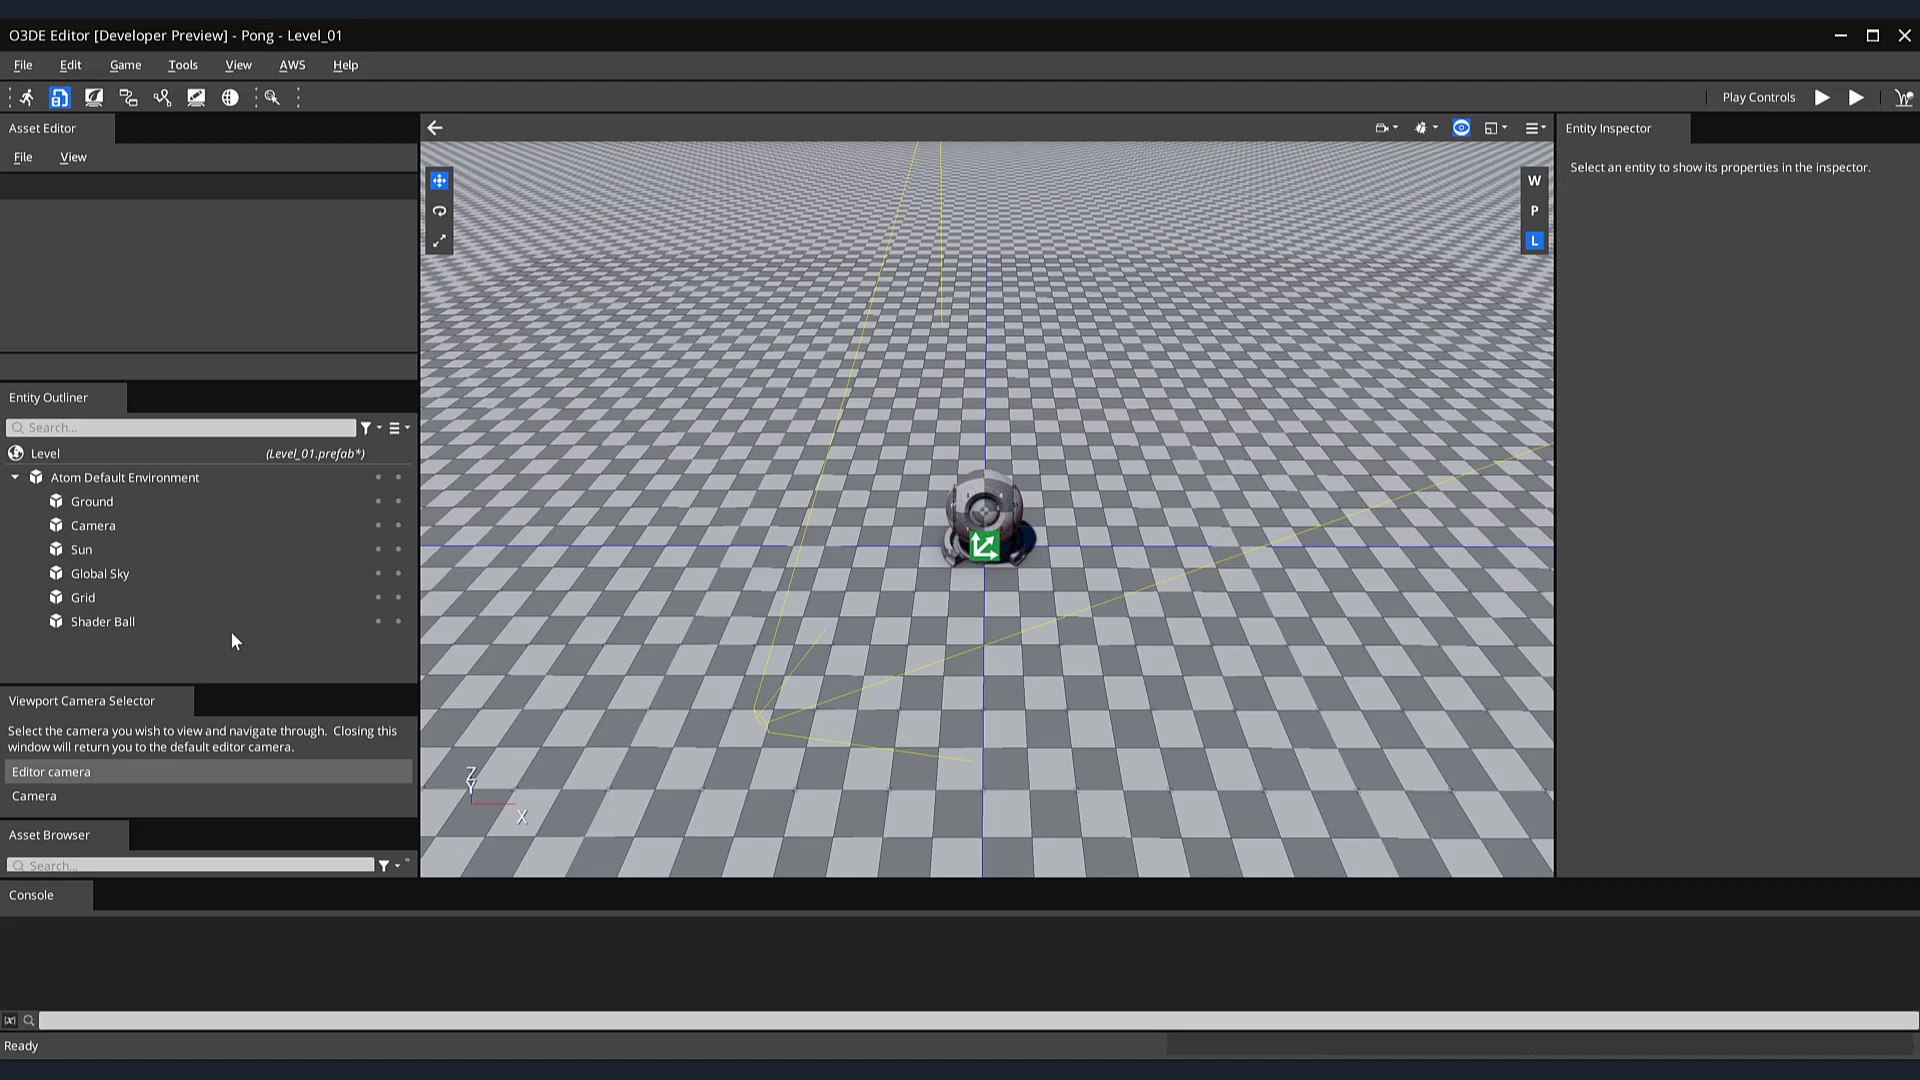 O3DE Editor [Developer Preview] - Pong - Level_01
File Edit Game Tools View AWS Help
Play Controls
Asset Editor
File View
Entity Outliner
Search...
Level (Level_01.prefab*)
Atom Default Environment
Ground
Camera
Sun
Global Sky
Grid
Shader Ball
Viewport Camera Selector
Select the camera you wish to view and navigate through. Closing this
window will return you to the default editor camera.
Editor camera
Camera
Asset Browser
Search...
W
P
L
Z
Y
X
Entity Inspector
Select an entity to show its properties in the inspector.
Console
Ready